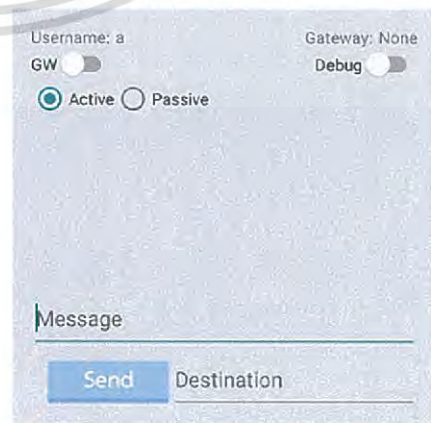 Username: a Gateway: None
GW Debug
Active Passive
Message
Send Destination